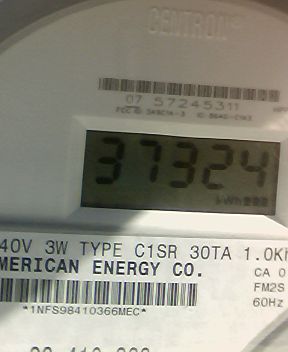 CENTRON
07 57245311
37324
kWh
40V 3W TYPE C1SR 30TA 1.0Kh
MERICAN ENERGY CO.
CA 0
FM2S
60Hz
*1NFS98410366MEC*